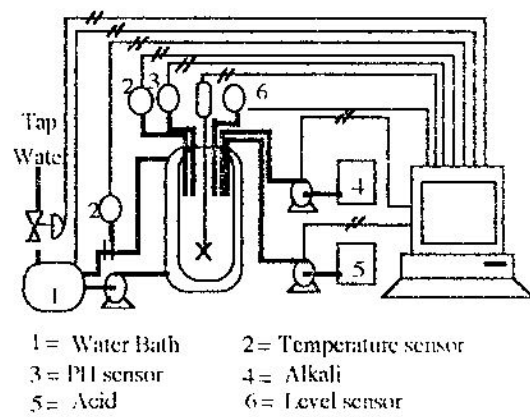 2 3 6
Tap
Water
2
4
1
5
1= Water Bath 2= Temperature sensor
3= PH sensor 4= Alkali
5= Acid 6= Level sensor